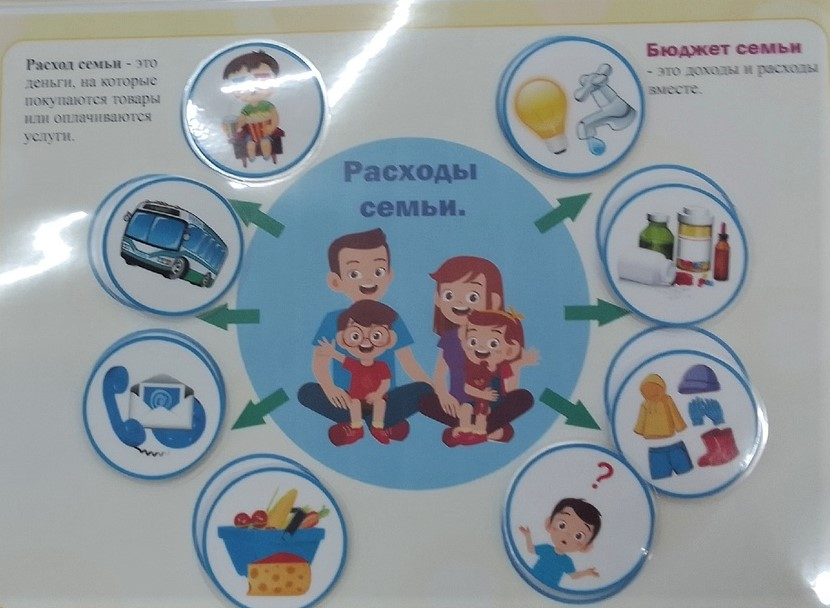 Расход семьи - это
деньги, на которые
покупаются товары
или оплачиваются
услуги.
Бюджет семьи
- это доходы и расходы
вместе.
Расходы
семьи.
?